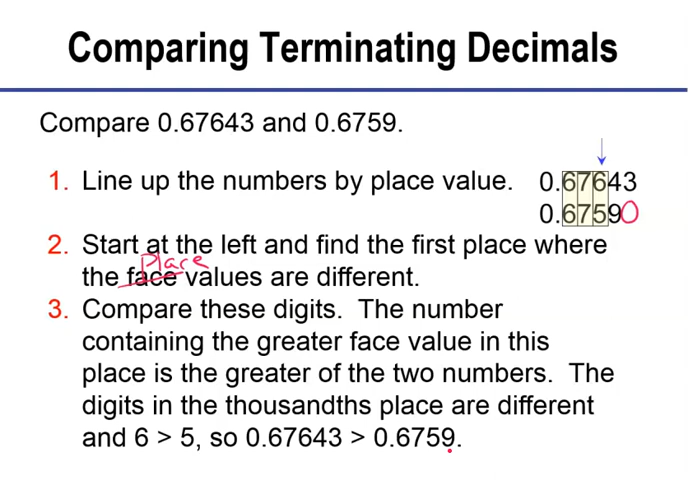 Comparing Terminating Decimals
Compare 0.67643 and 0.6759.
1. Line up the numbers by place value. 0.67643
0.67590
2. Start at the left and find the first place where
Place
the face values are different.
3. Compare these digits. The number
containing the greater face value in this
place is the greater of the two numbers. The
digits in the thousandths place are different
and 6 > 5, so 0.67643 > 0.6759.